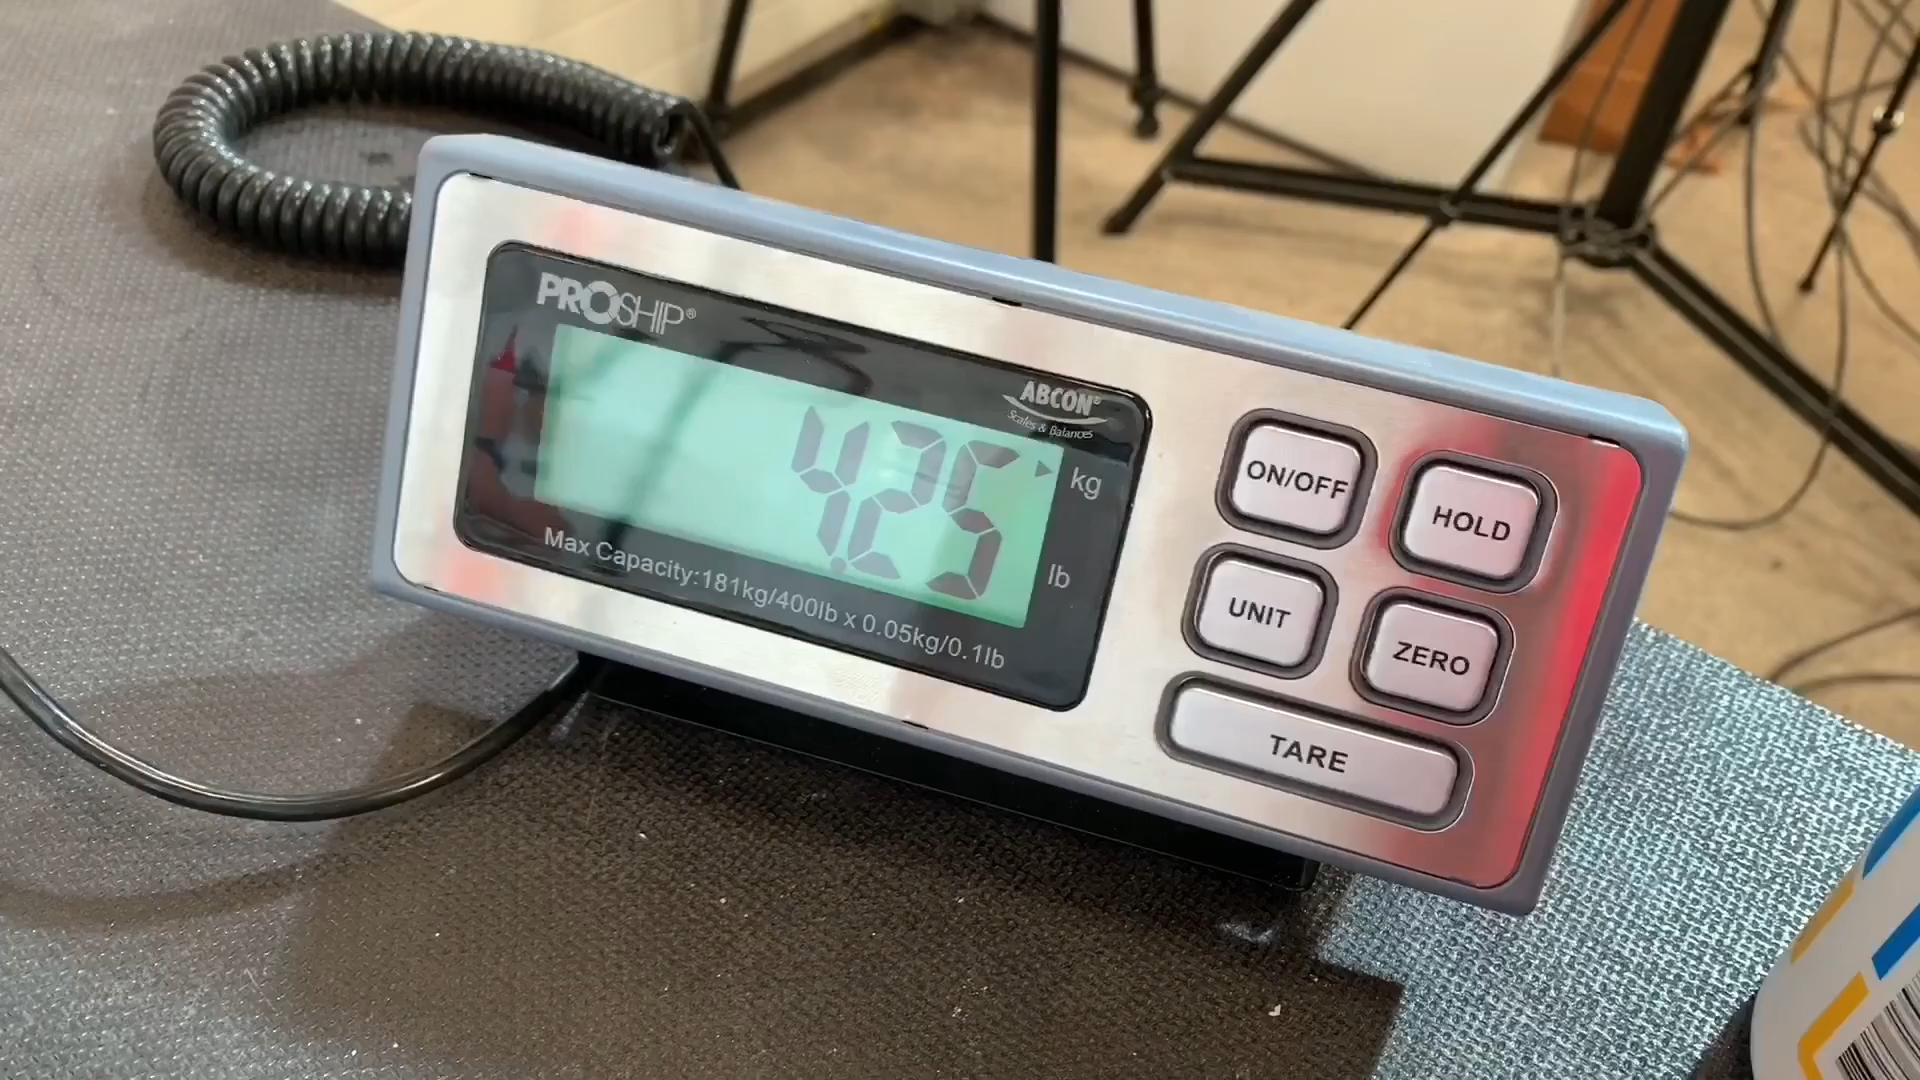 PROSHIP®
ABCON®
Scales & Balances
4.25
kg
lb
Max Capacity:181kg/400lb x 0.05kg/0.1lb
ON/OFF
HOLD
UNIT
ZERO
TARE